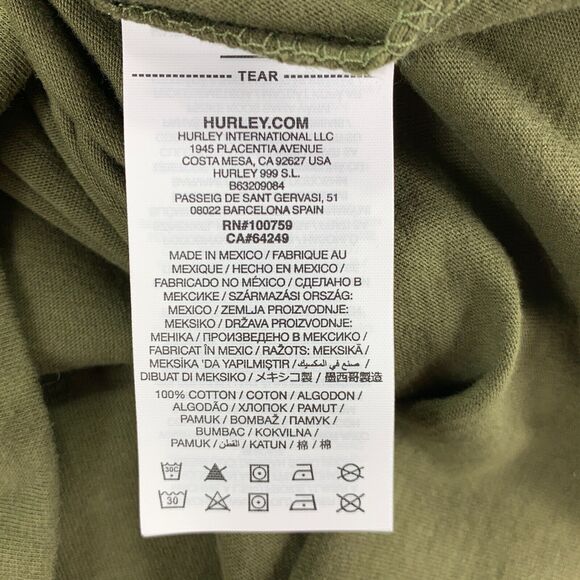 TEAR
HURLEY.COM
HURLEY INTERNATIONAL LLC
1945 PLACENTIA AVENUE
COSTA MESA, CA 92627 USA
HURLEY 999 S.L.
B63209084
PASSEIG DE SANT GERVASI, 51
08022 BARCELONA SPAIN
RN#100759
CA#64249
MADE IN MEXICO / FABRIQUE AU
MEXIQUE / HECHO EN MEXICO /
FABRICADO NO MÉXICO / СДЕЛАНО В
МЕКСИКЕ / SZÁRMAZÁSI ORSZÁG:
MEXICO / ZEMLJA PROIZVODNJE:
MEKSIKO / DRŽAVA PROIZVODNJE:
МЕНІКА / ПРОИЗВЕДЕНО В МЕКСИКО /
FABRICAT ÎN MEXIC / RAŽOTS: MEKSIKĀ /
MEKSİKA 'DA YAPILMIŞTIR / صنع في المكسيك /
DIBUAT DI MEKSIKO / メキシコ製 / 墨西哥製造
100% COTTON / COTON / ALGODON /
ALGODÃO / ХЛОПОК / PAMUT /
PAMUK / BOMBAŽ / ПАМУК /
BUMBAC / KOKVILNA /
PAMUK / القطن / KATUN / 棉 / 棉
30C
30